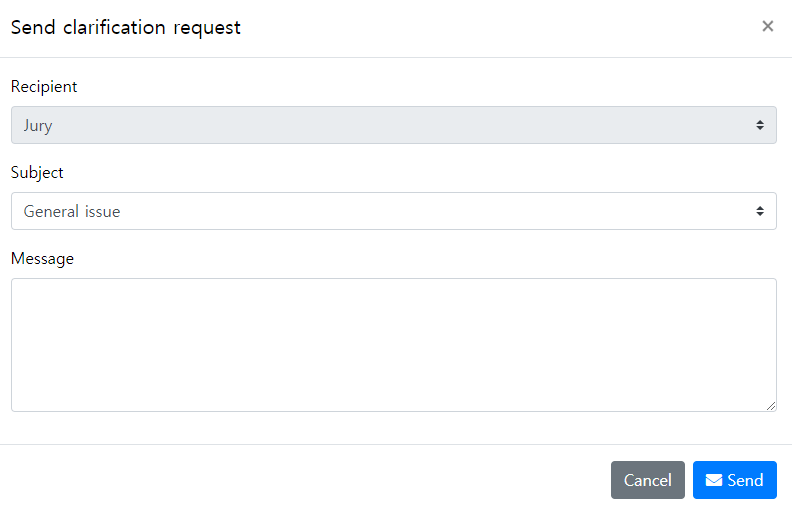 Send clarification request
×
Recipient
Jury
Subject
General issue
Message
Cancel Send